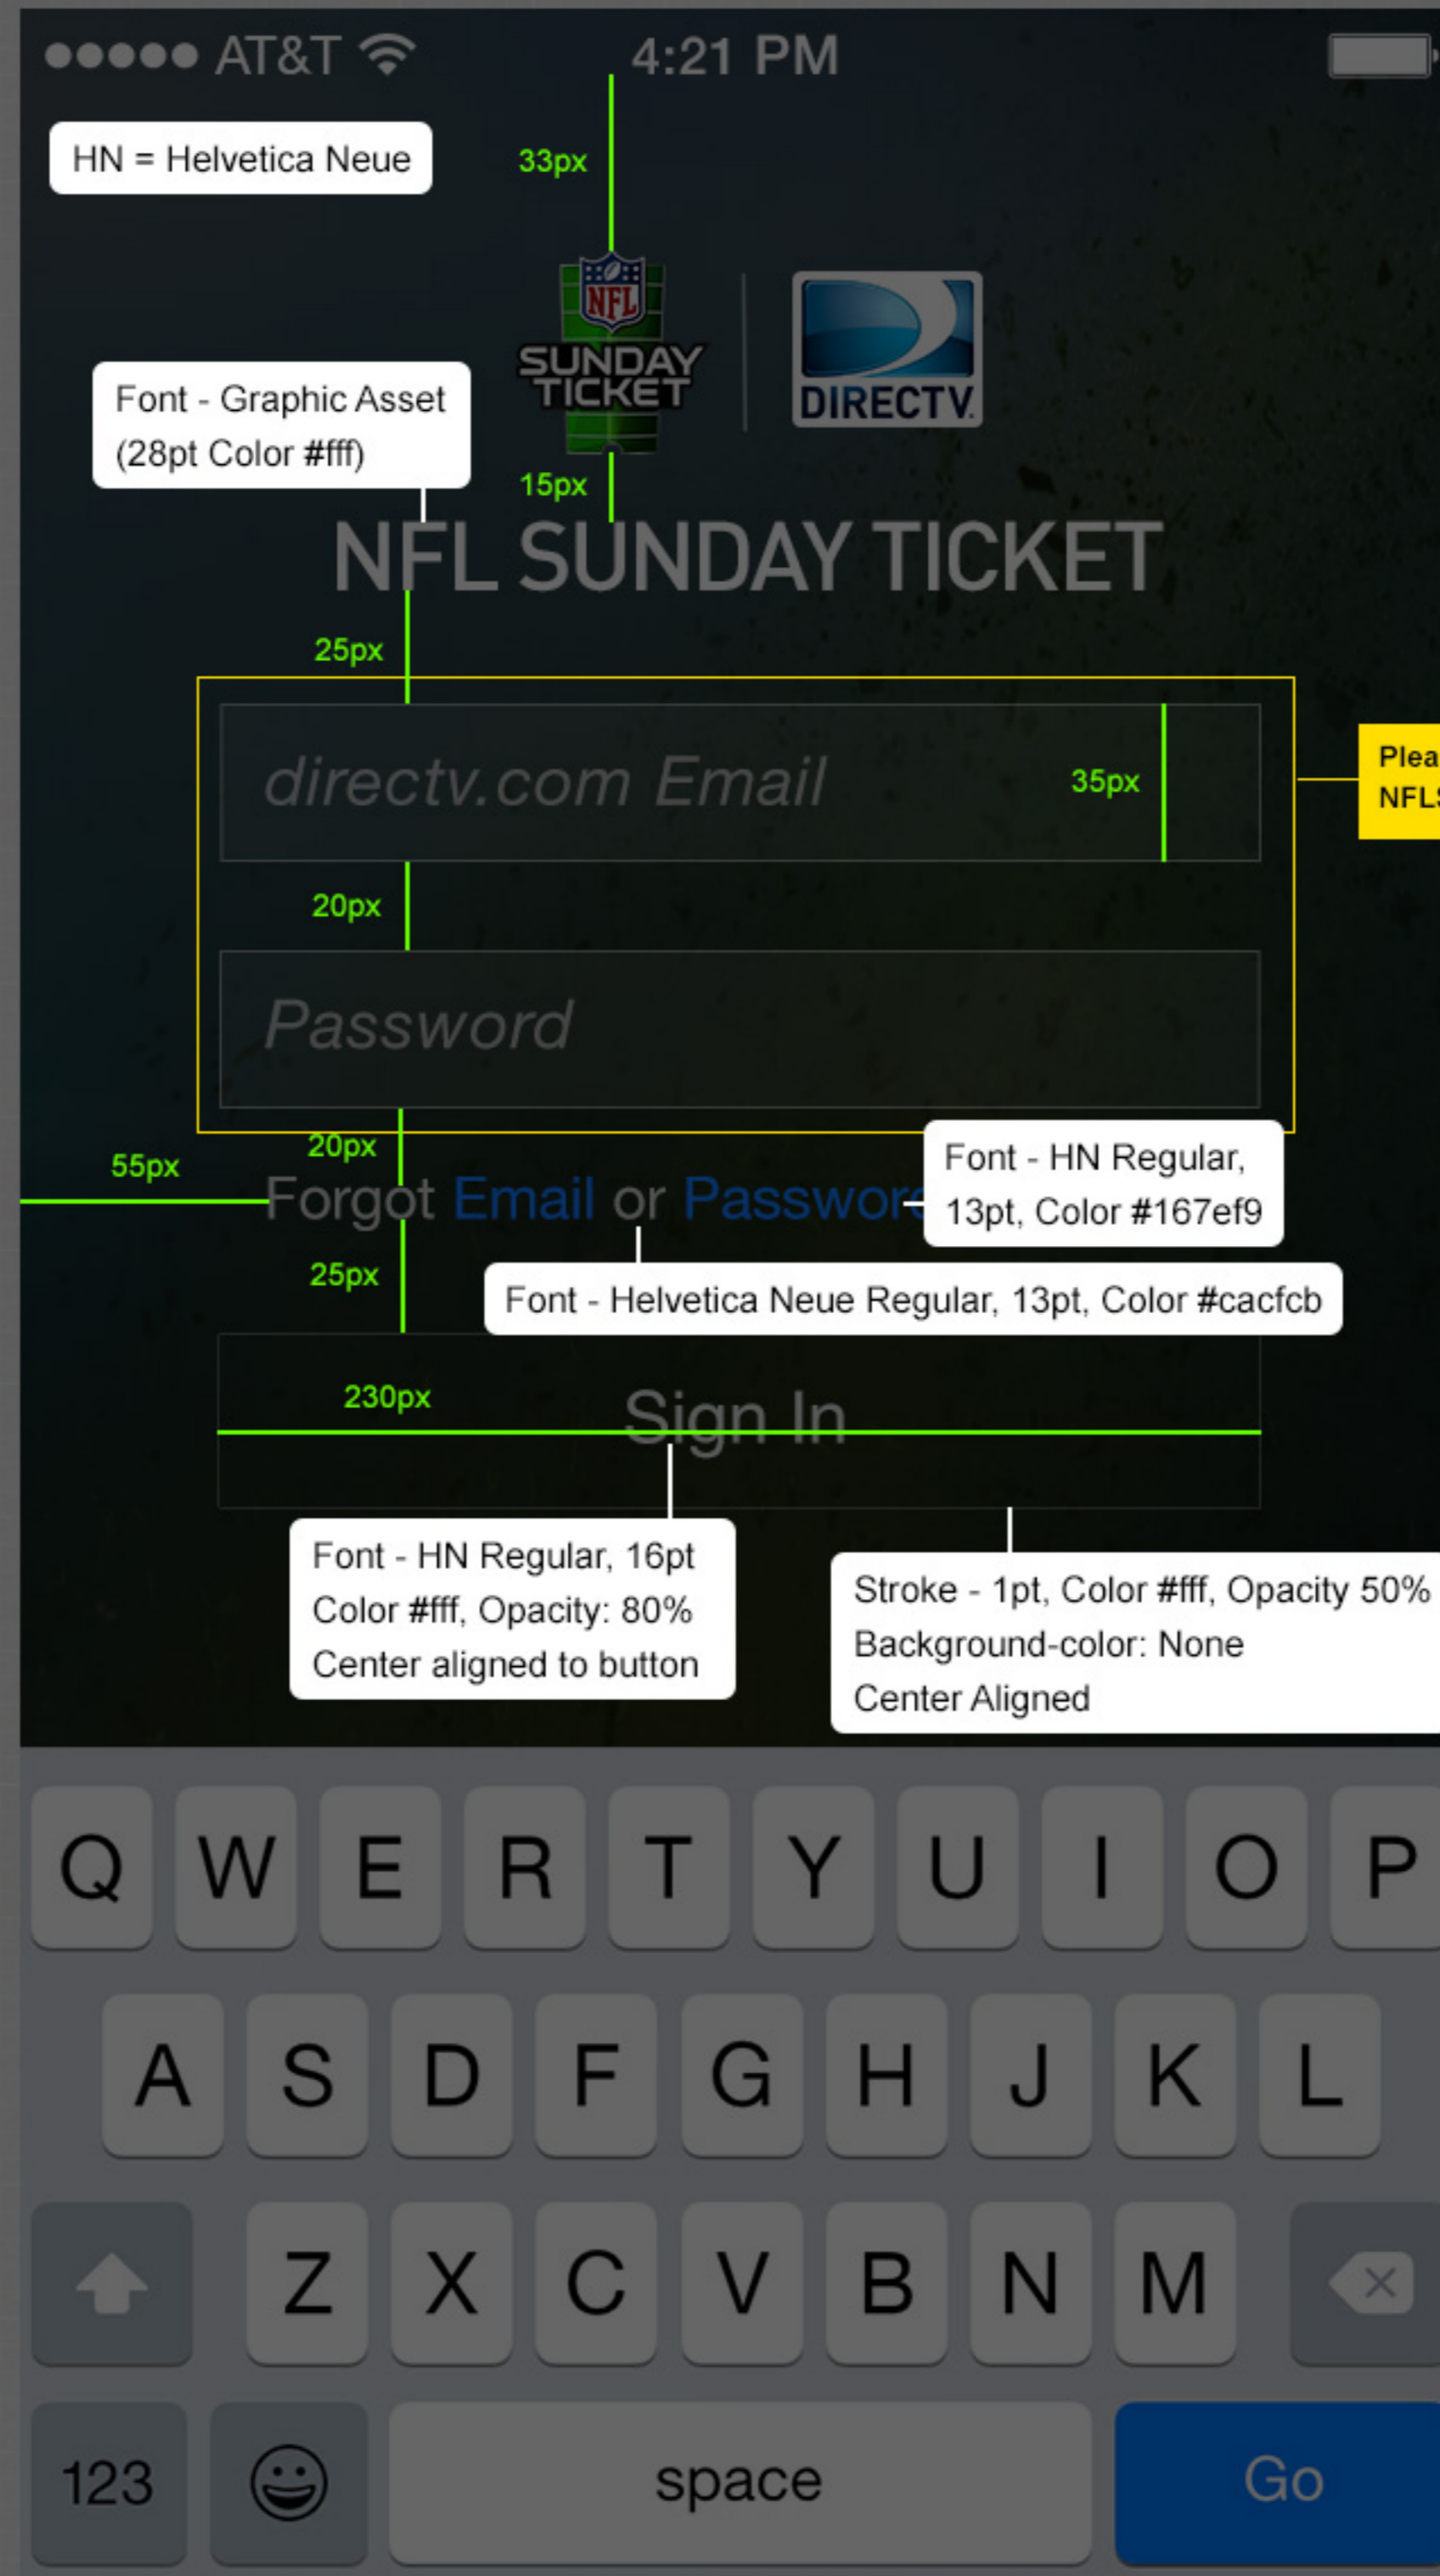 AT&T 4:21 PM
HN = Helvetica Neue
33px
NFL
SUNDAY
TICKET
DIRECTV
Font - Graphic Asset
(28pt Color #fff)
15px
NFL SUNDAY TICKET
25px
directv.com Email
35px
20px
Password
20px
55px
Forgot Email or Password
Font - HN Regular,
13pt, Color #167ef9
25px
Font - Helvetica Neue Regular, 13pt, Color #cacfcb
230px
Sign In
Font - HN Regular, 16pt
Color #fff, Opacity: 80%
Center aligned to button
Stroke - 1pt, Color #fff, Opacity 50%
Background-color: None
Center Aligned
Q W E R T Y U I O P
A S D F G H J K L
Z X C V B N M
123 space Go